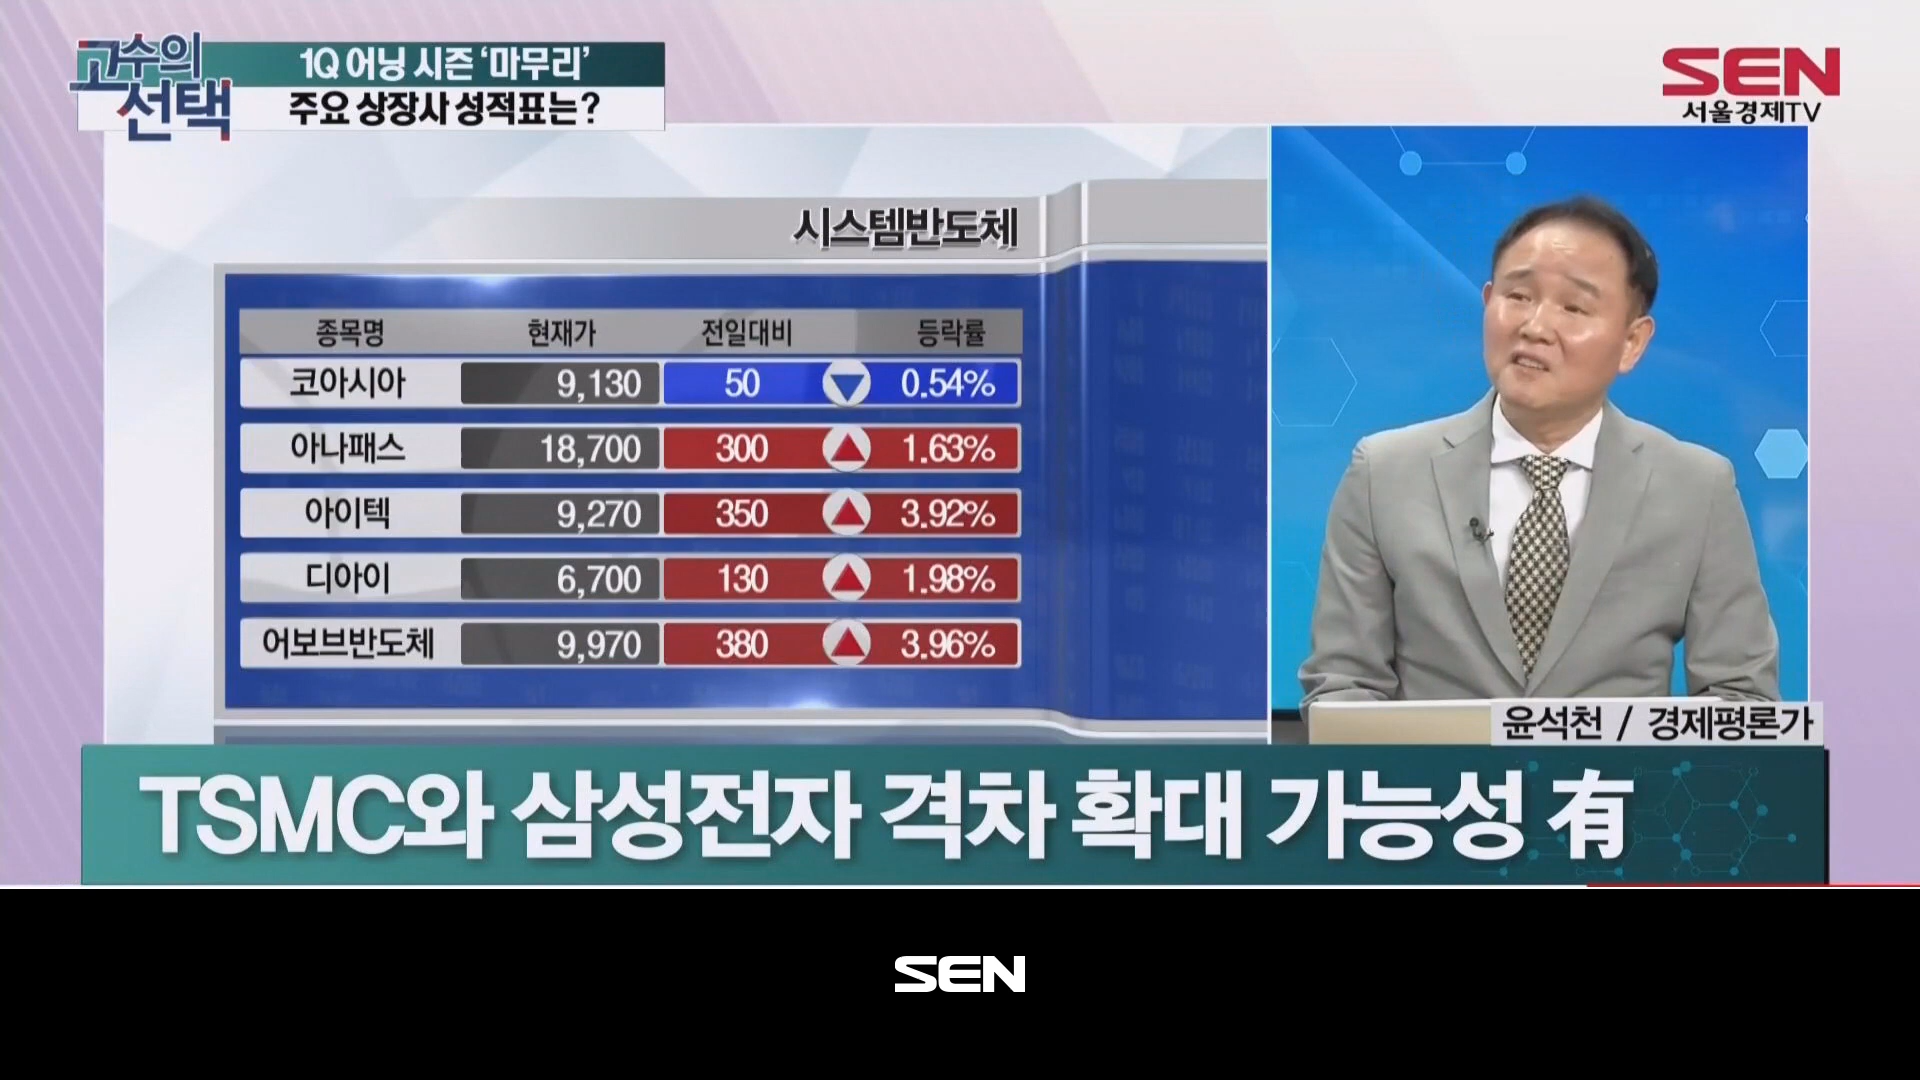 고수의 선택
1Q 어닝 시즌 ‘마무리’
주요 상장사 성적표는?
SEN
서울경제TV
시스템반도체
종목명 현재가 전일대비 등락률
코아시아 9,130 50 ▼ 0.54%
아나패스 18,700 300 ▲ 1.63%
아이텍 9,270 350 ▲ 3.92%
디아이 6,700 130 ▲ 1.98%
어보브반도체 9,970 380 ▲ 3.96%
윤석천 / 경제평론가
TSMC와 삼성전자 격차 확대 가능성 有
SEN